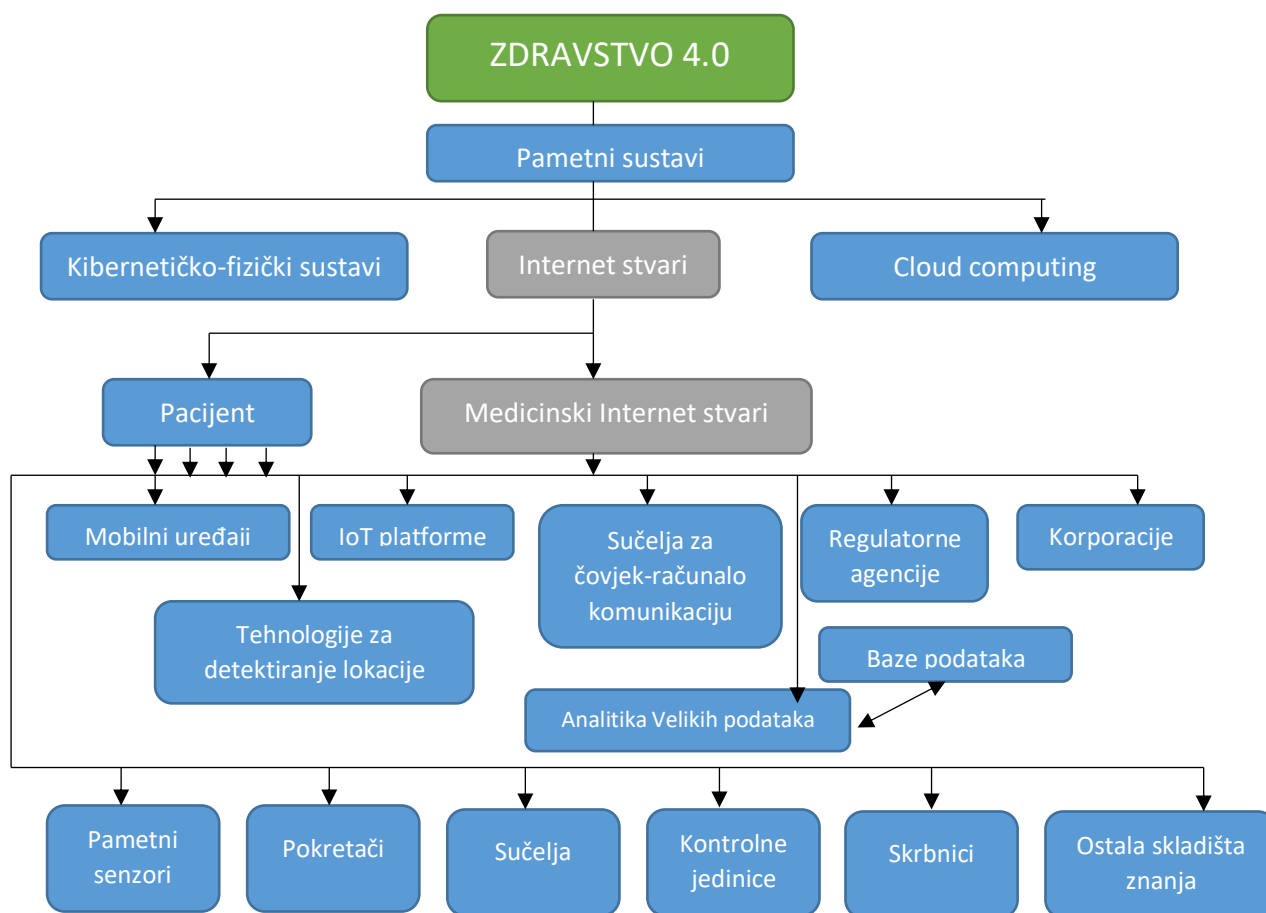 ZDRAVSTVO 4.0
Pametni sustavi
Kibernetičko-fizički sustavi
Internet stvari
Cloud computing
Pacijent
Medicinski Internet stvari
Mobilni uređaji
IoT platforme
Sučelja za
čovjek-računalo
komunikaciju
Regulatorne
agencije
Korporacije
Tehnologije za
detektiranje lokacije
Baze podataka
Analitika Velikih podataka
Pametni
senzori
Pokretači
Sučelja
Kontrolne
jedinice
Skrbnici
Ostala skladišta
znanja